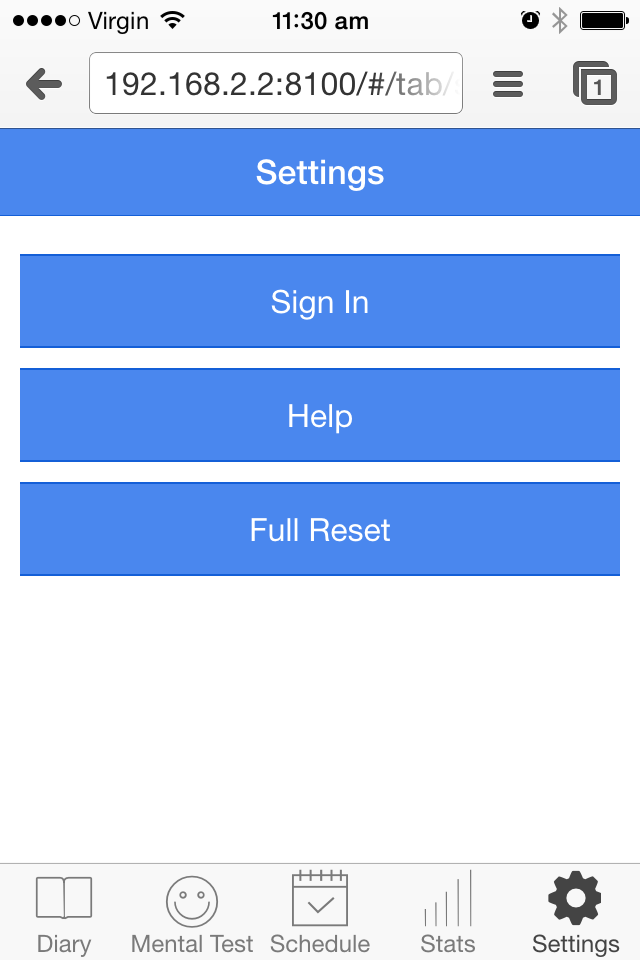 Virgin 11:30 am
192.168.2.2:8100/#/tab/
1
Settings
Sign In
Help
Full Reset
Diary Mental Test Schedule Stats Settings